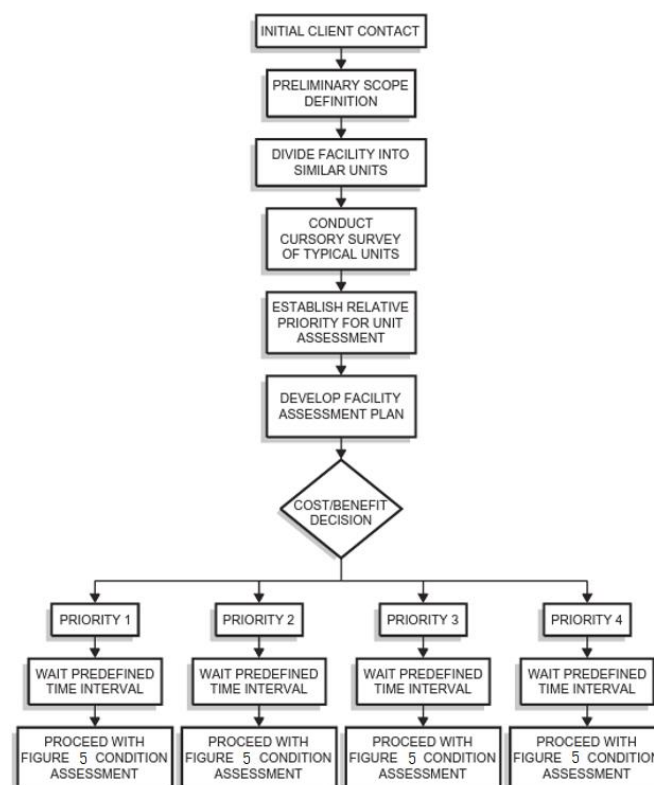 INITIAL CLIENT CONTACT
PRELIMINARY SCOPE
DEFINITION
DIVIDE FACILITY INTO
SIMILAR UNITS
CONDUCT
CURSORY SURVEY
OF TYPICAL UNITS
ESTABLISH RELATIVE
PRIORITY FOR UNIT
ASSESSMENT
DEVELOP FACILITY
ASSESSMENT PLAN
COST/BENEFIT
DECISION
PRIORITY 1
PRIORITY 2
PRIORITY 3
PRIORITY 4
WAIT PREDEFINED
TIME INTERVAL
WAIT PREDEFINED
TIME INTERVAL
WAIT PREDEFINED
TIME INTERVAL
WAIT PREDEFINED
TIME INTERVAL
PROCEED WITH
FIGURE 5 CONDITION
ASSESSMENT
PROCEED WITH
FIGURE 5 CONDITION
ASSESSMENT
PROCEED WITH
FIGURE 5 CONDITION
ASSESSMENT
PROCEED WITH
FIGURE 5 CONDITION
ASSESSMENT